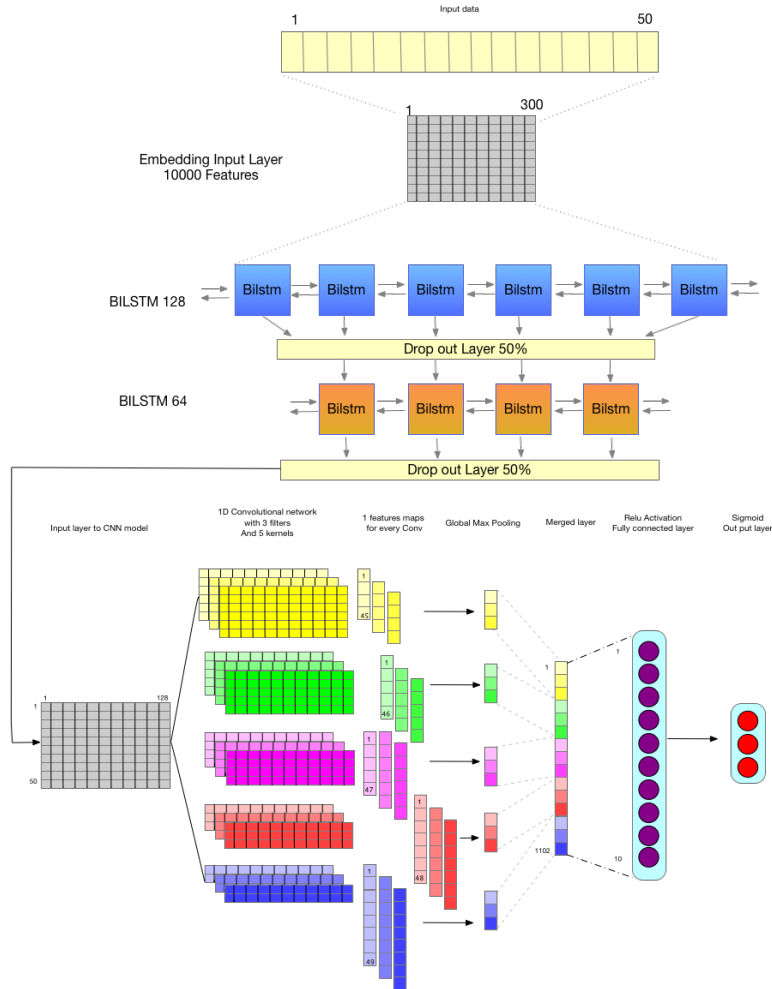 Input data
1
50
1
300
Embedding Input Layer
10000 Features
BILSTM 128
Bilstm
Bilstm
Bilstm
Bilstm
Bilstm
Bilstm
Drop out Layer 50%
BILSTM 64
Bilstm
Bilstm
Bilstm
Bilstm
Drop out Layer 50%
Input layer to CNN model
1D Convolutional network
with 3 filters
And 5 kernels
1 features maps
for every Conv
Global Max Pooling
Merged layer
Relu Activation
Fully connected layer
Sigmoid
Out put layer
1
128
1
50
1
45
1
46
1
47
1
48
1
49
1
1102
1
10